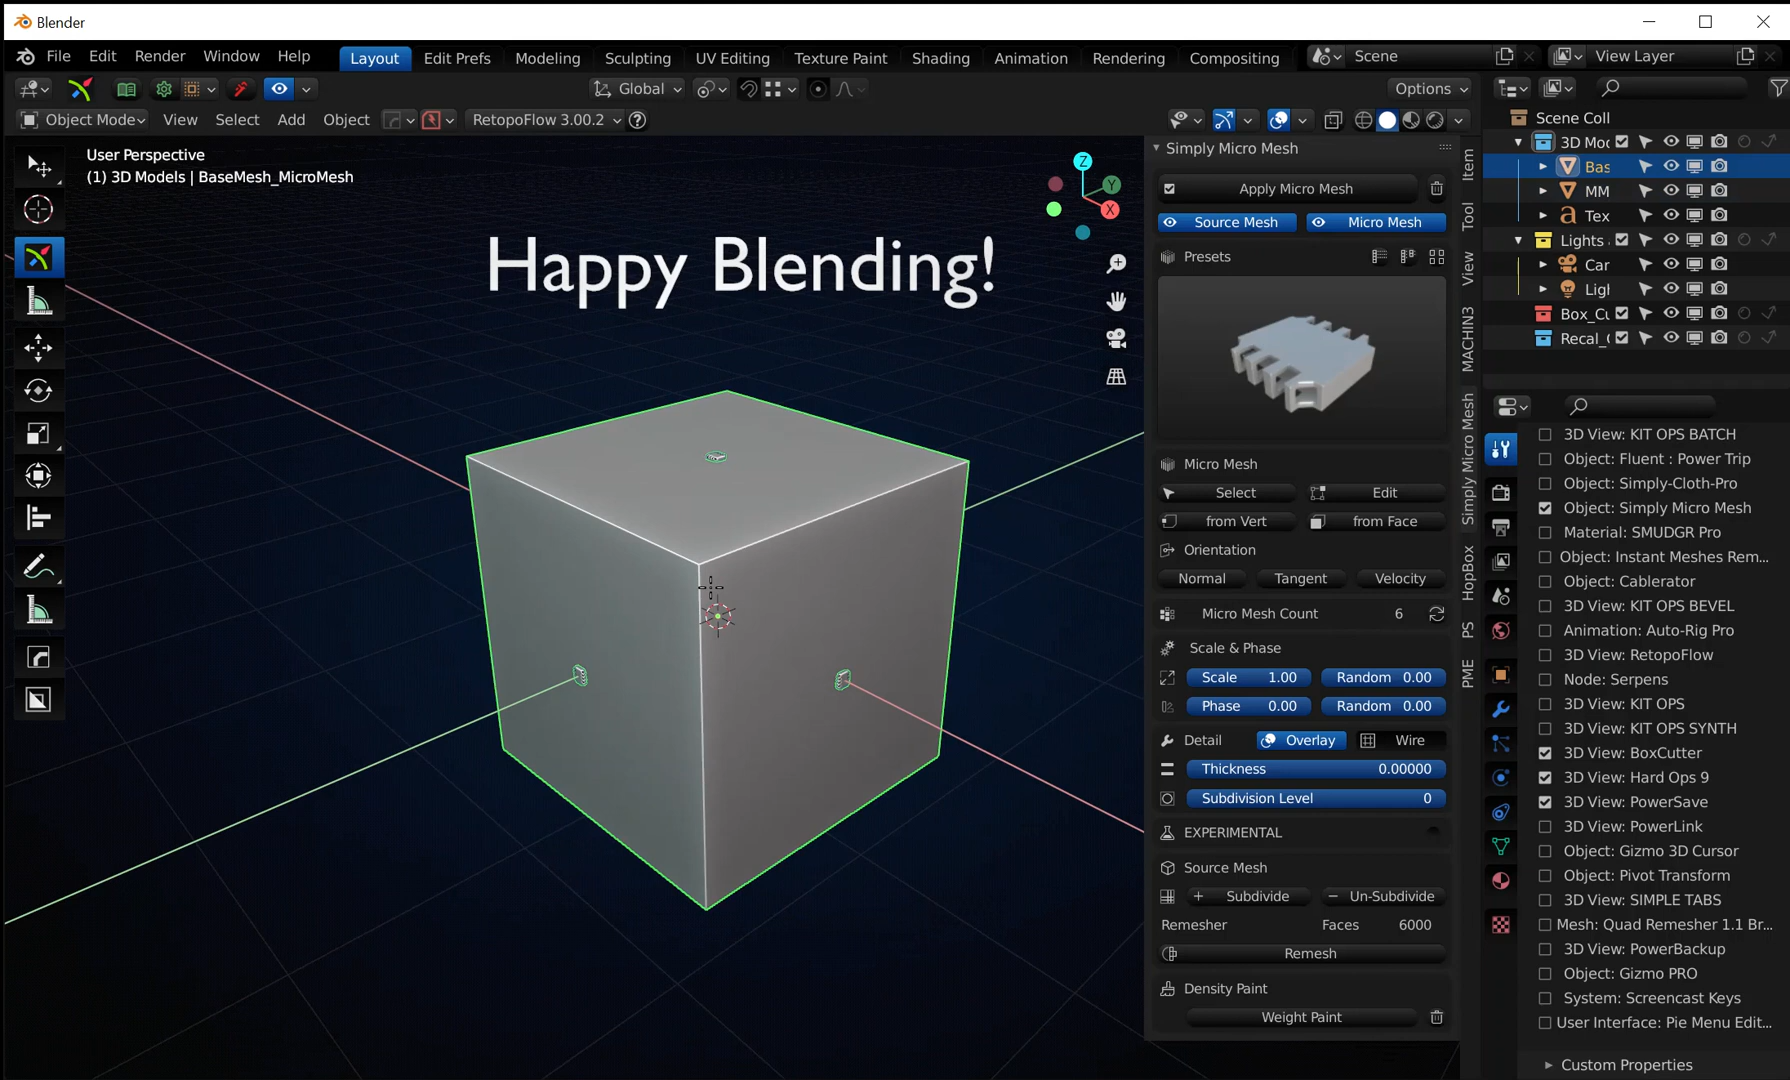 Blender
File Edit Render Window Help Layout Edit Prefs Modeling Sculpting UV Editing Texture Paint Shading Animation Rendering Compositing Scene View Layer
Global Options
Object Mode View Select Add Object RetopoFlow 3.00.2
User Perspective
(1) 3D Models | BaseMesh_MicroMesh
Happy Blending!
Z
Y
X
Simply Micro Mesh
Apply Micro Mesh
Source Mesh Micro Mesh
Presets
Micro Mesh
Select Edit
from Vert from Face
Orientation
Normal Tangent Velocity
Micro Mesh Count 6
Scale & Phase
Scale 1.00 Random 0.00
Phase 0.00 Random 0.00
Detail Overlay Wire
Thickness 0.00000
Subdivision Level 0
EXPERIMENTAL
Source Mesh
+ Subdivide − Un-Subdivide
Remesher Faces 6000
Remesh
Density Paint
Weight Paint
Item
Tool
View
MACHIN3
Simply Micro Mesh
HopBox
PS
PME
Scene Coll
3D Moc
Bas
MM
Tex
Lights
Car
Ligh
Box_Cu
Recal_
3D View: KIT OPS BATCH
Object: Fluent : Power Trip
Object: Simply-Cloth-Pro
Object: Simply Micro Mesh
Material: SMUDGR Pro
Object: Instant Meshes Rem...
Object: Cablerator
3D View: KIT OPS BEVEL
Animation: Auto-Rig Pro
3D View: RetopoFlow
Node: Serpens
3D View: KIT OPS
3D View: KIT OPS SYNTH
3D View: BoxCutter
3D View: Hard Ops 9
3D View: PowerSave
3D View: PowerLink
Object: Gizmo 3D Cursor
Object: Pivot Transform
3D View: SIMPLE TABS
Mesh: Quad Remesher 1.1 Br...
3D View: PowerBackup
Object: Gizmo PRO
System: Screencast Keys
User Interface: Pie Menu Edit...
Custom Properties